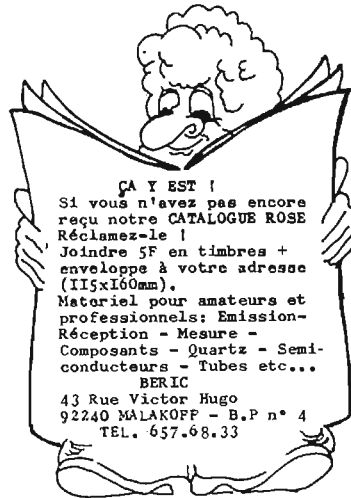 ÇA Y EST !
Si vous n'avez pas encore
reçu notre CATALOGUE ROSE
Réclamez-le !
Joindre 5F en timbres +
enveloppe à votre adresse
(II5xI60mm).
Materiel pour amateurs et
professionnels: Emission-
Réception - Mesure -
Composants - Quartz - Semi-
conducteurs - Tubes etc...
BERIC
43 Rue Victor Hugo
92240 MALAKOFF - B.P n° 4
TEL. 657.68.33